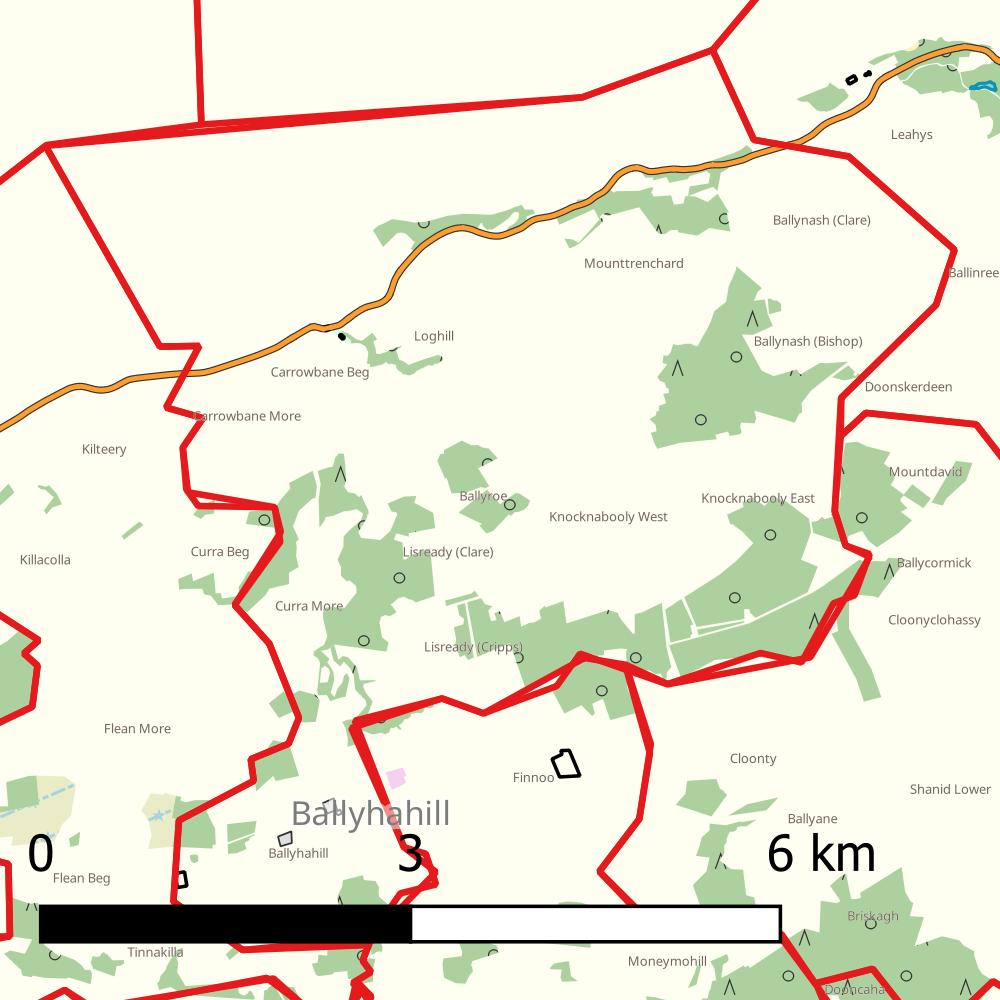 Leahys
Ballynash (Clare)
Mounttrenchard
Ballinree
Loghill
Ballynash (Bishop)
Carrowbane Beg
Doonskerdeen
Carrowbane More
Kilteery
Mountdavid
Ballyroe
Knocknabooly East
Knocknabooly West
Curra Beg
Lisready (Clare)
Killacolla
Ballycormick
Curra More
Cloonyclohassy
Lisready (Cripps)
Flean More
Cloonty
Finnoo
Shanid Lower
Ballyhahill
Ballyane
Ballyhahill
0 3 6 km
Flean Beg
Briskagh
Tinnakilla
Moneymohill
Dooncaha